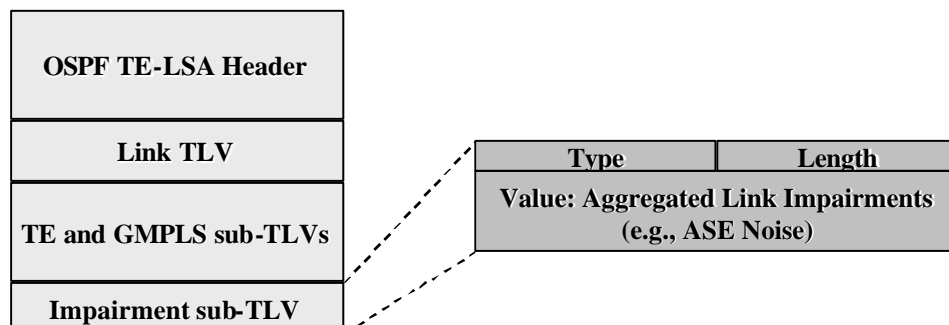 OSPF TE-LSA Header
Link TLV
TE and GMPLS sub-TLVs
Impairment sub-TLV
Type
Length
Value: Aggregated Link Impairments
(e.g., ASE Noise)